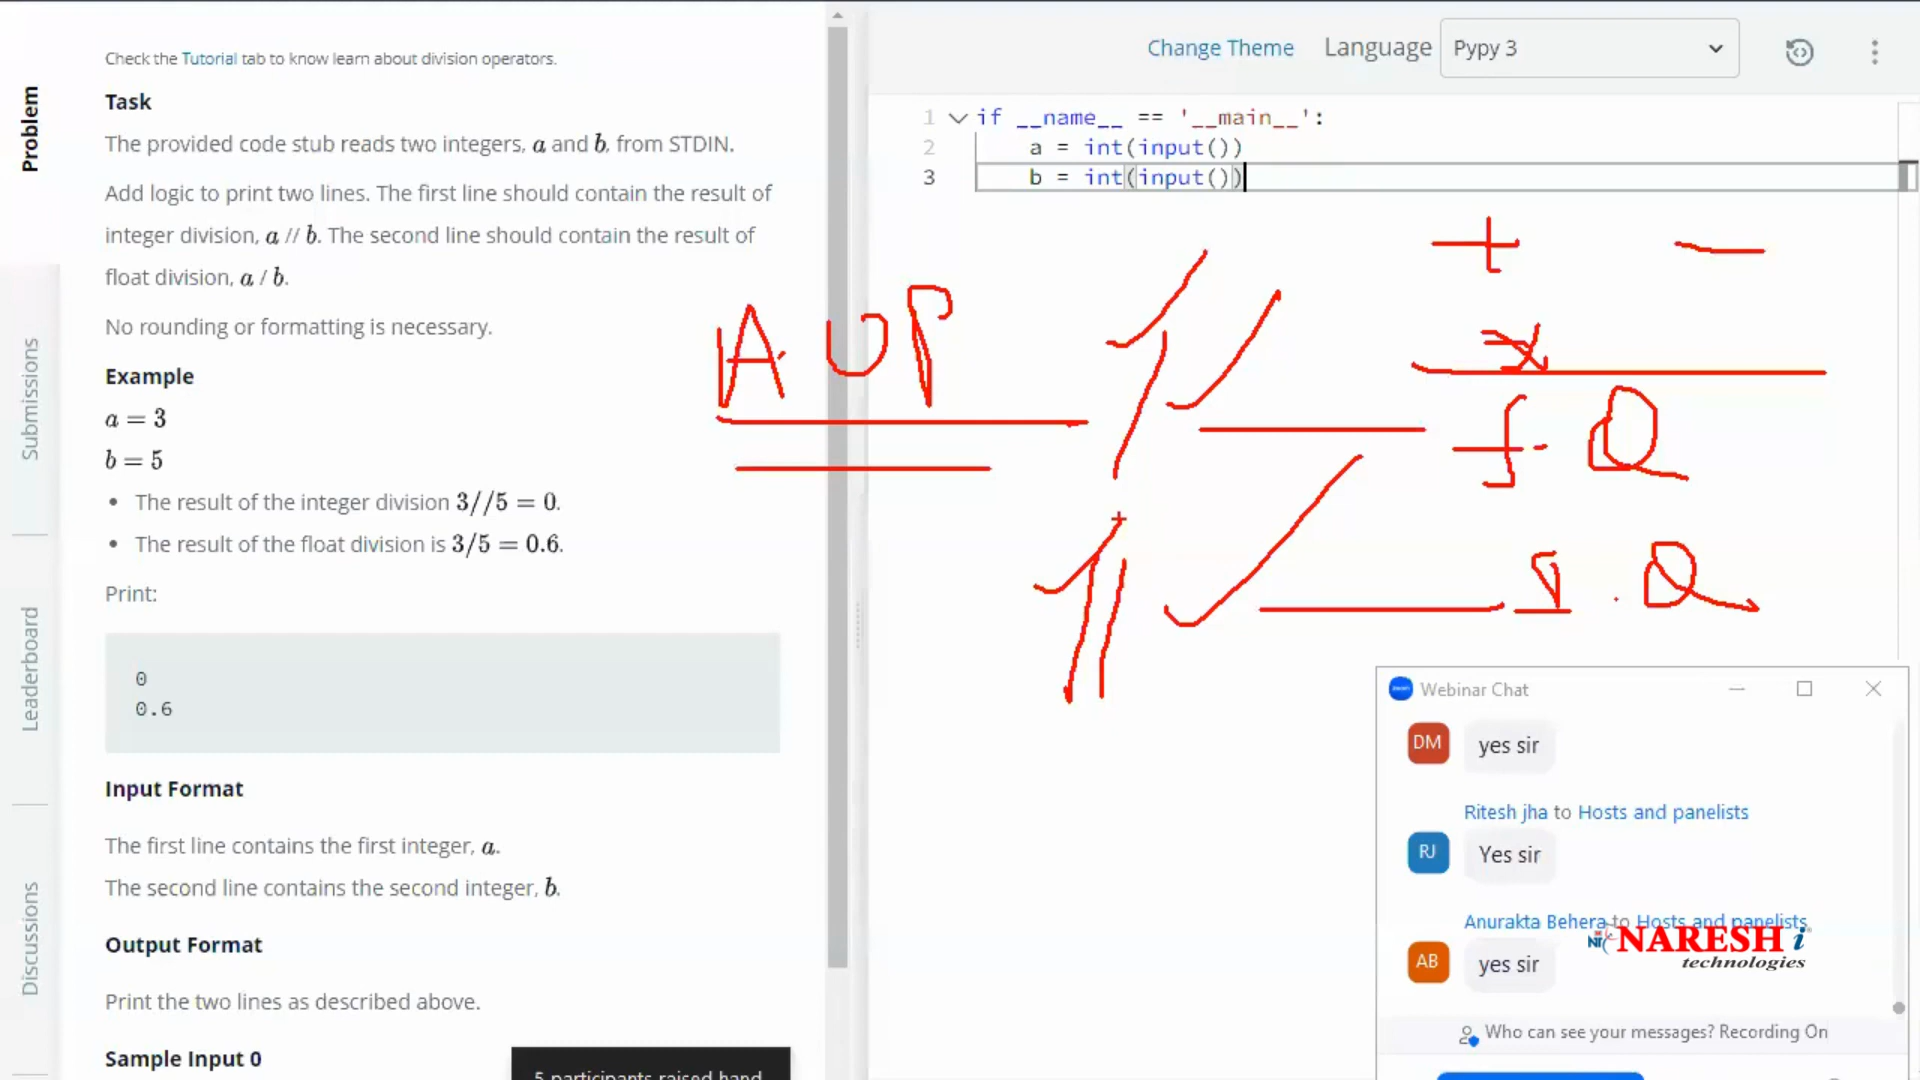 Problem
Submissions
Leaderboard
Discussions
Check the Tutorial tab to know learn about division operators.
Task
The provided code stub reads two integers, a and b, from STDIN.
Add logic to print two lines. The first line should contain the result of
integer division, a // b. The second line should contain the result of
float division, a / b.
No rounding or formatting is necessary.
Example
a = 3
b = 5
• The result of the integer division 3//5 = 0.
• The result of the float division is 3/5 = 0.6.
Print:
0
0.6
Input Format
The first line contains the first integer, a.
The second line contains the second integer, b.
Output Format
Print the two lines as described above.
Sample Input 0
5 participants raised hand
Change Theme Language Pypy 3
1 if __name__ == '__main__':
2 a = int(input())
3 b = int(input())
+ -
A. OP
/
f. Q
//
I. Q
Webinar Chat
DM yes sir
Ritesh jha to Hosts and panelists
RJ Yes sir
Anurakta Behera to Hosts and panelists
AB yes sir
NARESH i
technologies
Who can see your messages? Recording On